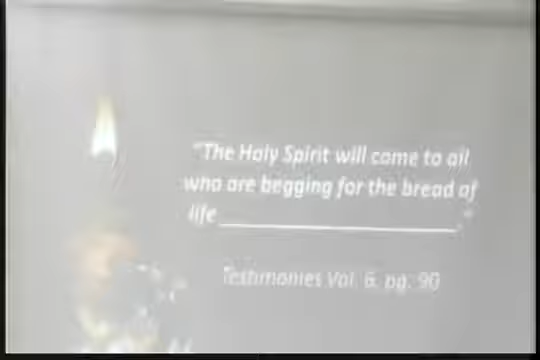 "The Holy Spirit will come to all
who are begging for the bread of
life ____________________."
Testimonies Vol. 6. pg. 90